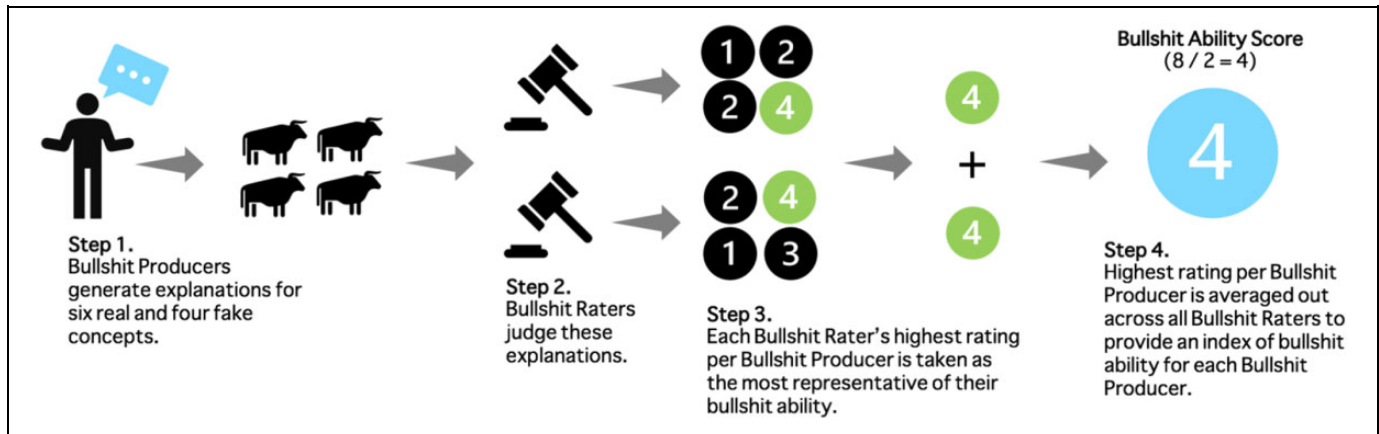 Step 1.
Bullshit Producers
generate explanations for
six real and four fake
concepts.
Step 2.
Bullshit Raters
judge these
explanations.
1 2
2 4
2 4
1 3
Step 3.
Each Bullshit Rater's highest rating
per Bullshit Producer is taken as
the most representative of their
bullshit ability.
4
+
4
Bullshit Ability Score
(8 / 2 = 4)
4
Step 4.
Highest rating per Bullshit
Producer is averaged out
across all Bullshit Raters to
provide an index of bullshit
ability for each Bullshit
Producer.